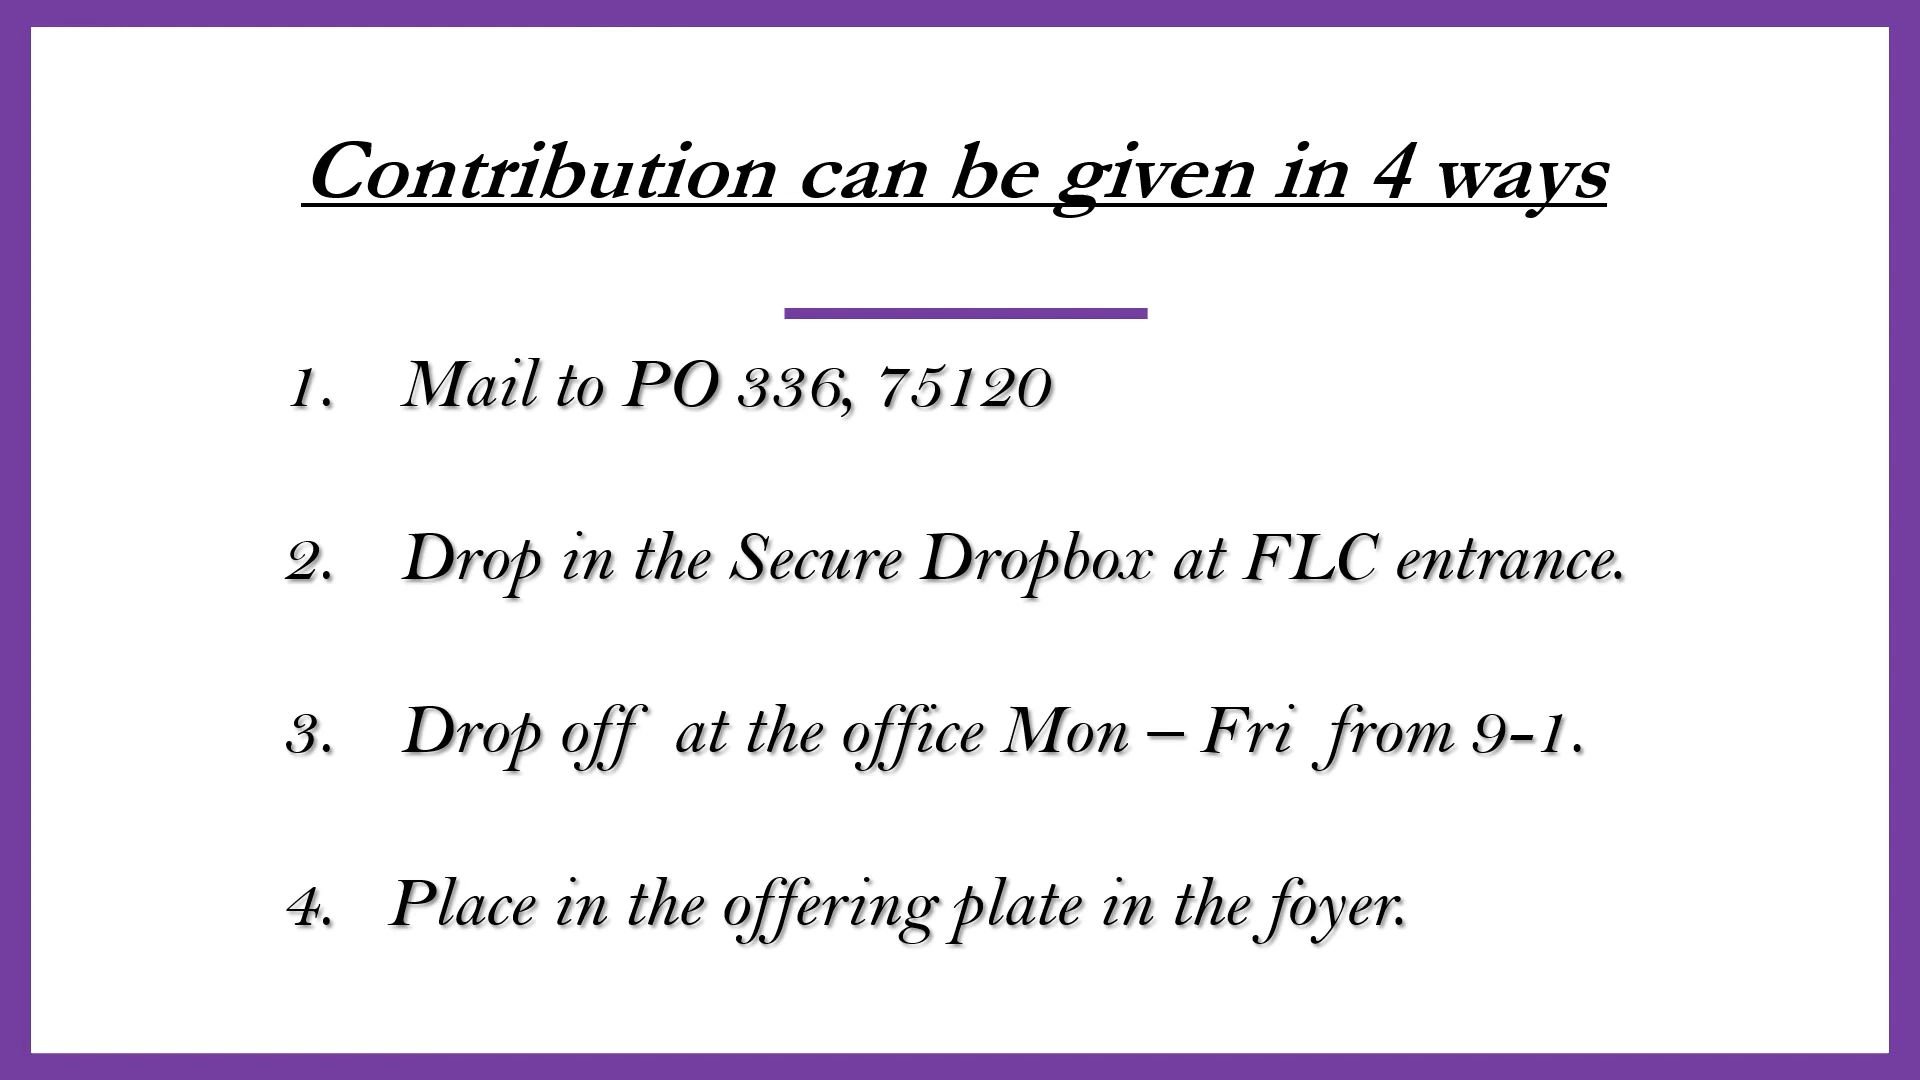 Contribution can be given in 4 ways
1. Mail to PO 336, 75120
2. Drop in the Secure Dropbox at FLC entrance.
3. Drop off at the office Mon – Fri from 9-1.
4. Place in the offering plate in the foyer.